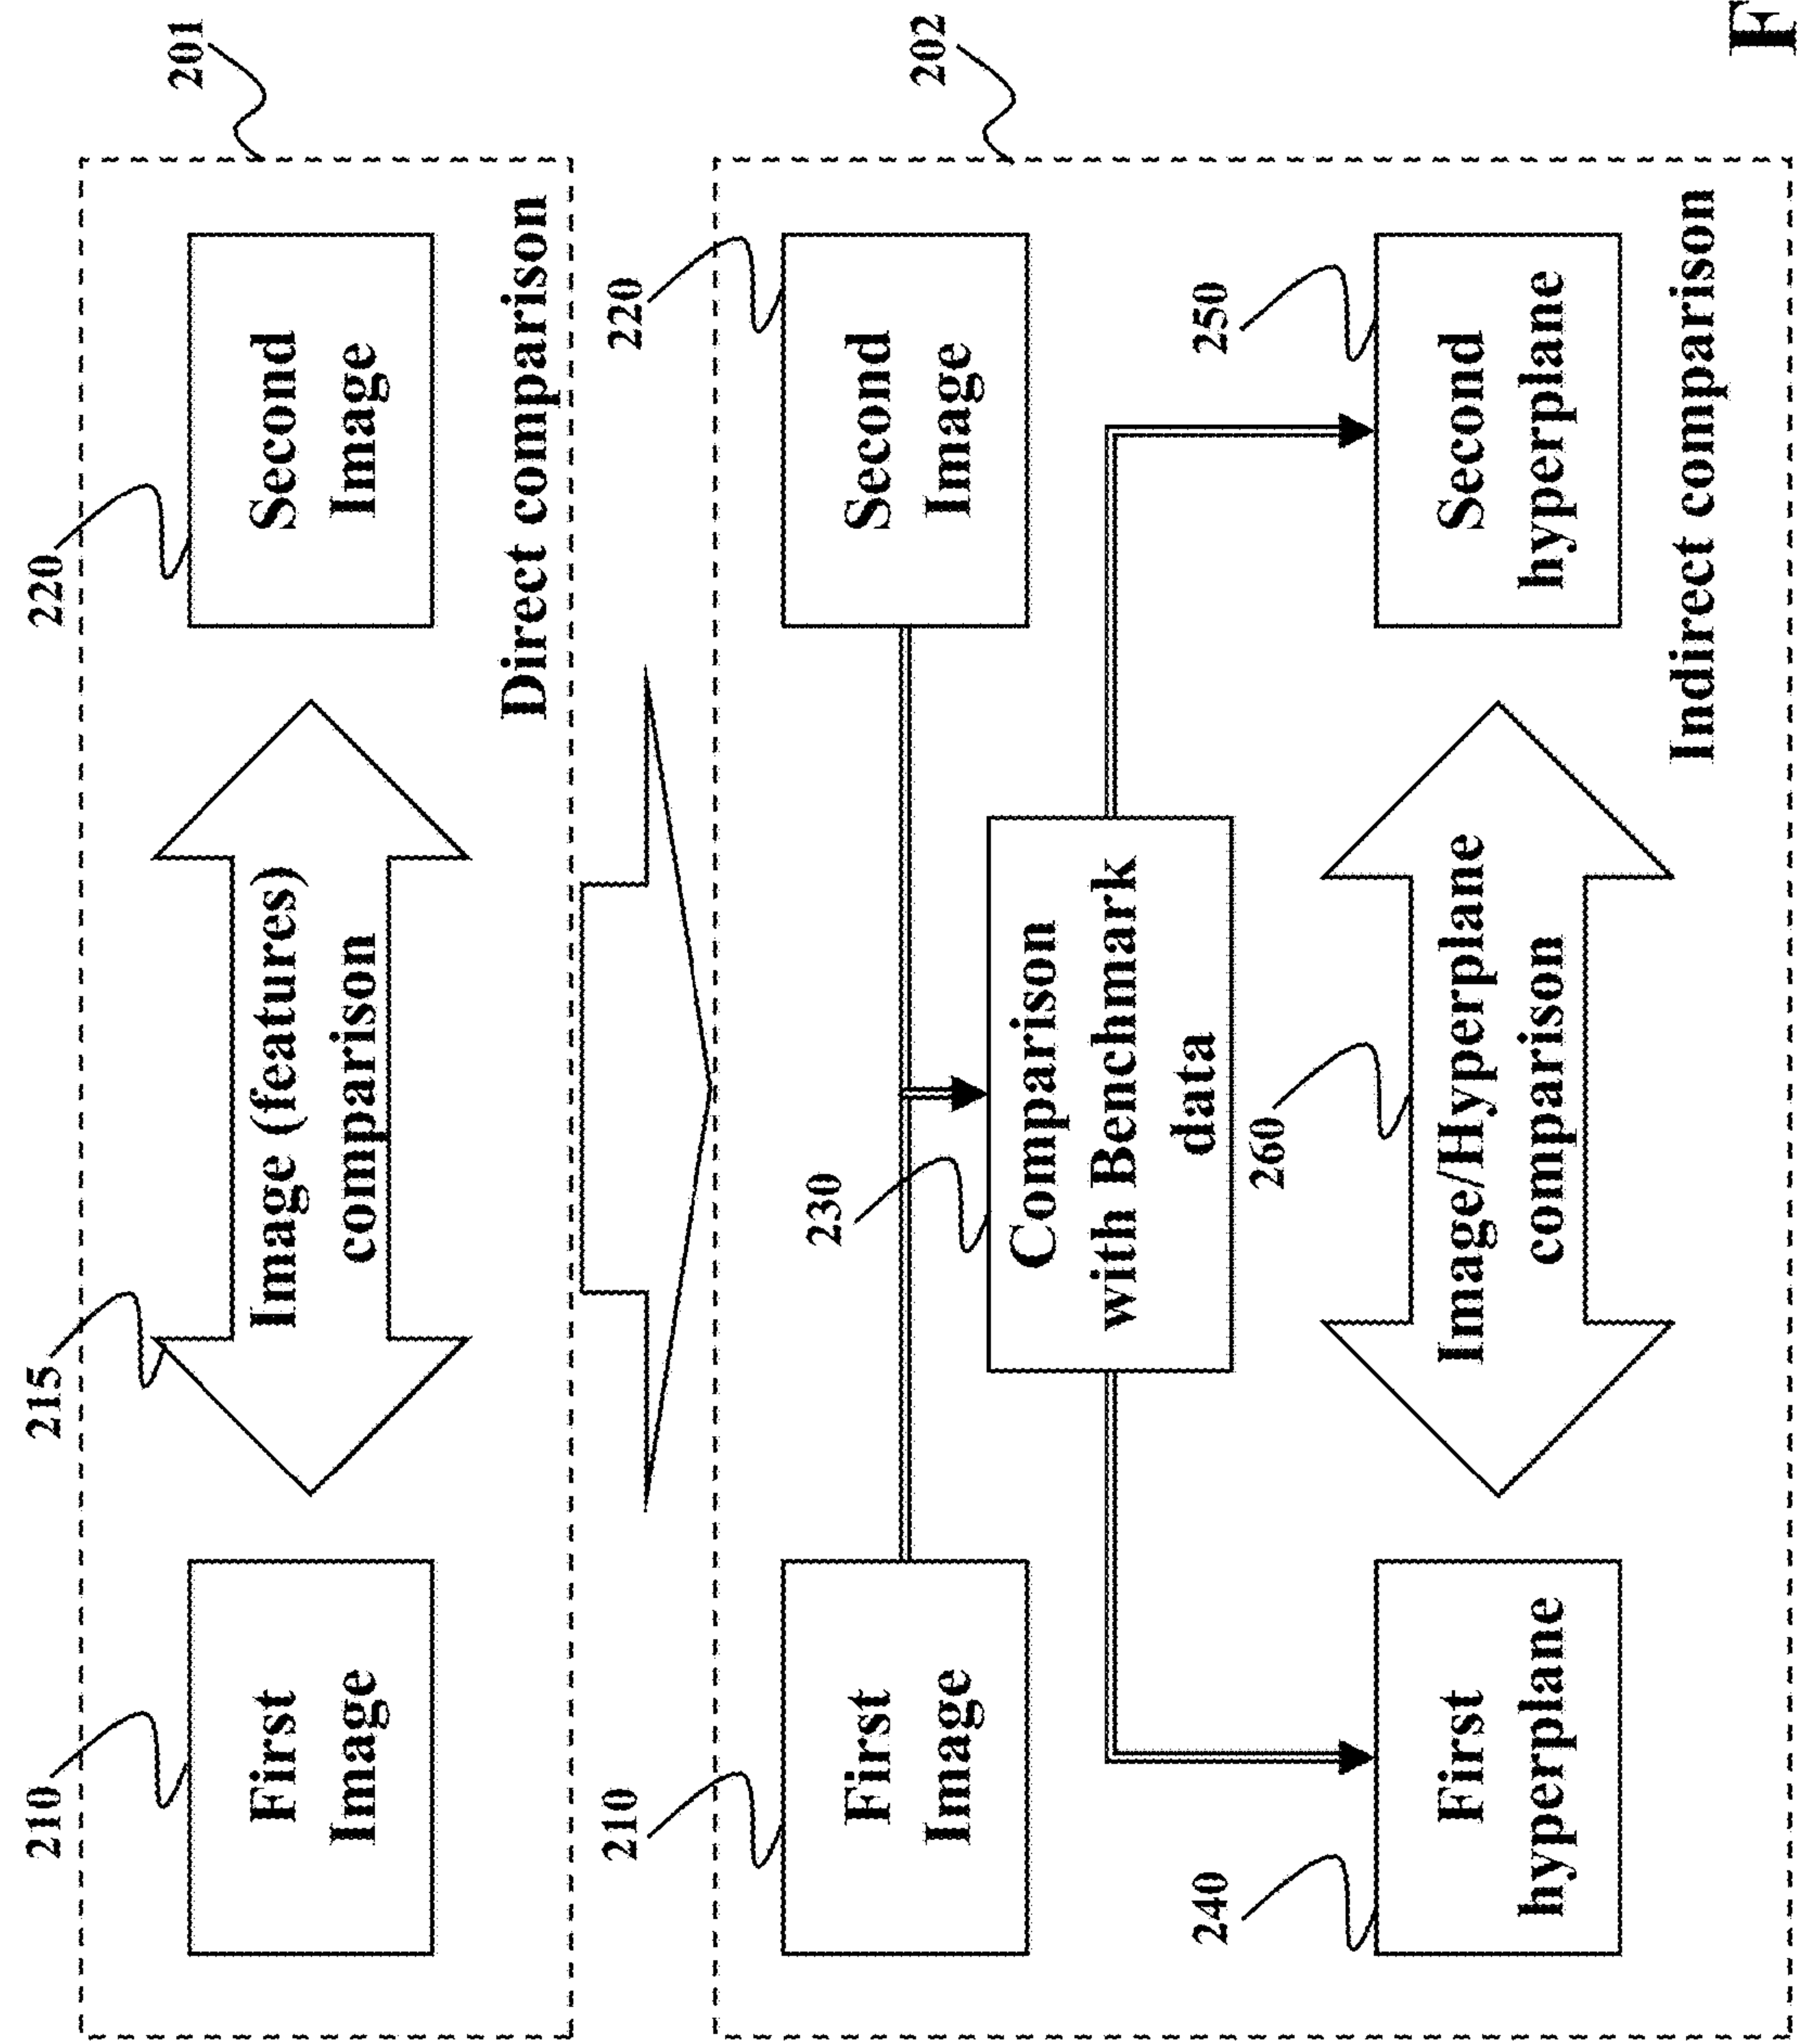 201
210
215
220
First
Image
Image (features)
comparison
Second
Image
Direct comparison
202
210
220
First
Image
Second
Image
230
Comparison
with Benchmark
data
240
250
260
First
hyperplane
Image/Hyperplane
comparison
Second
hyperplane
Indirect comparison
F